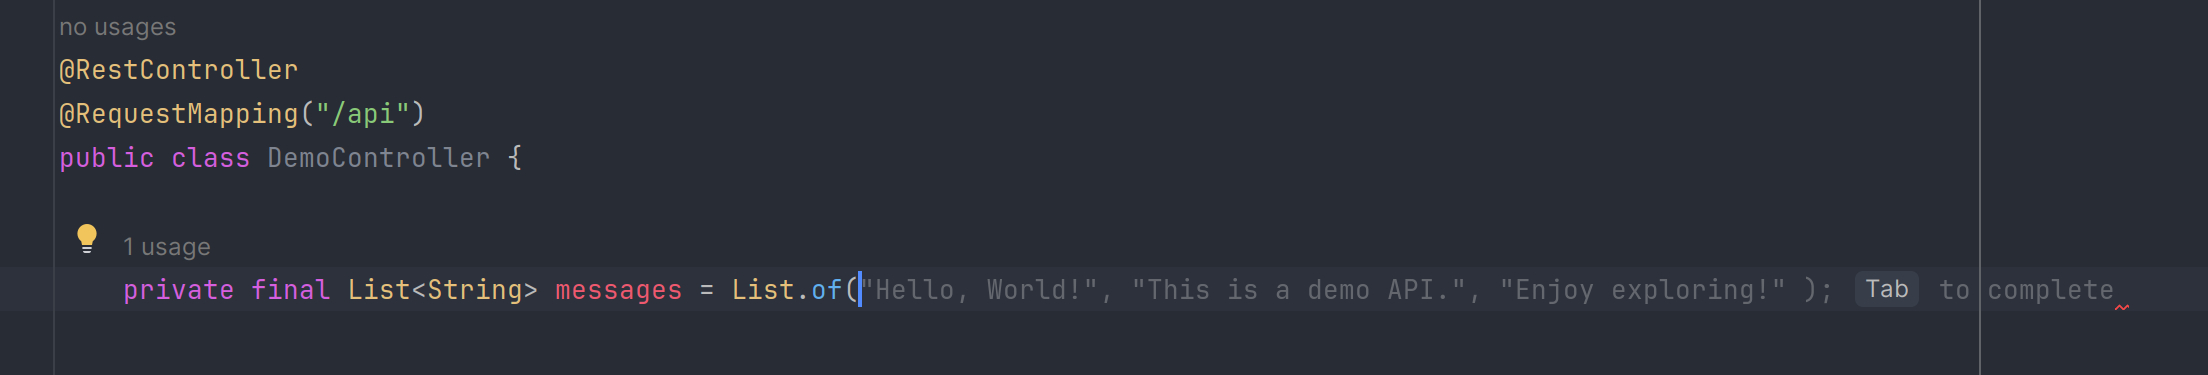 no usages
@RestController
@RequestMapping("/api")
public class DemoController {
1 usage
private final List<String> messages = List.of("Hello, World!", "This is a demo API.", "Enjoy exploring!" ); Tab to complete